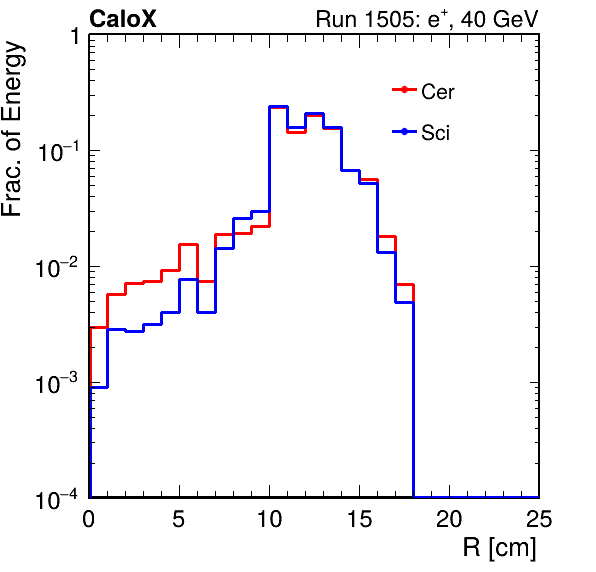 CaloX Run 1505: e⁺, 40 GeV
Frac. of Energy
1
10⁻¹
10⁻²
10⁻³
10⁻⁴
Cer
Sci
0 5 10 15 20 25
R [cm]